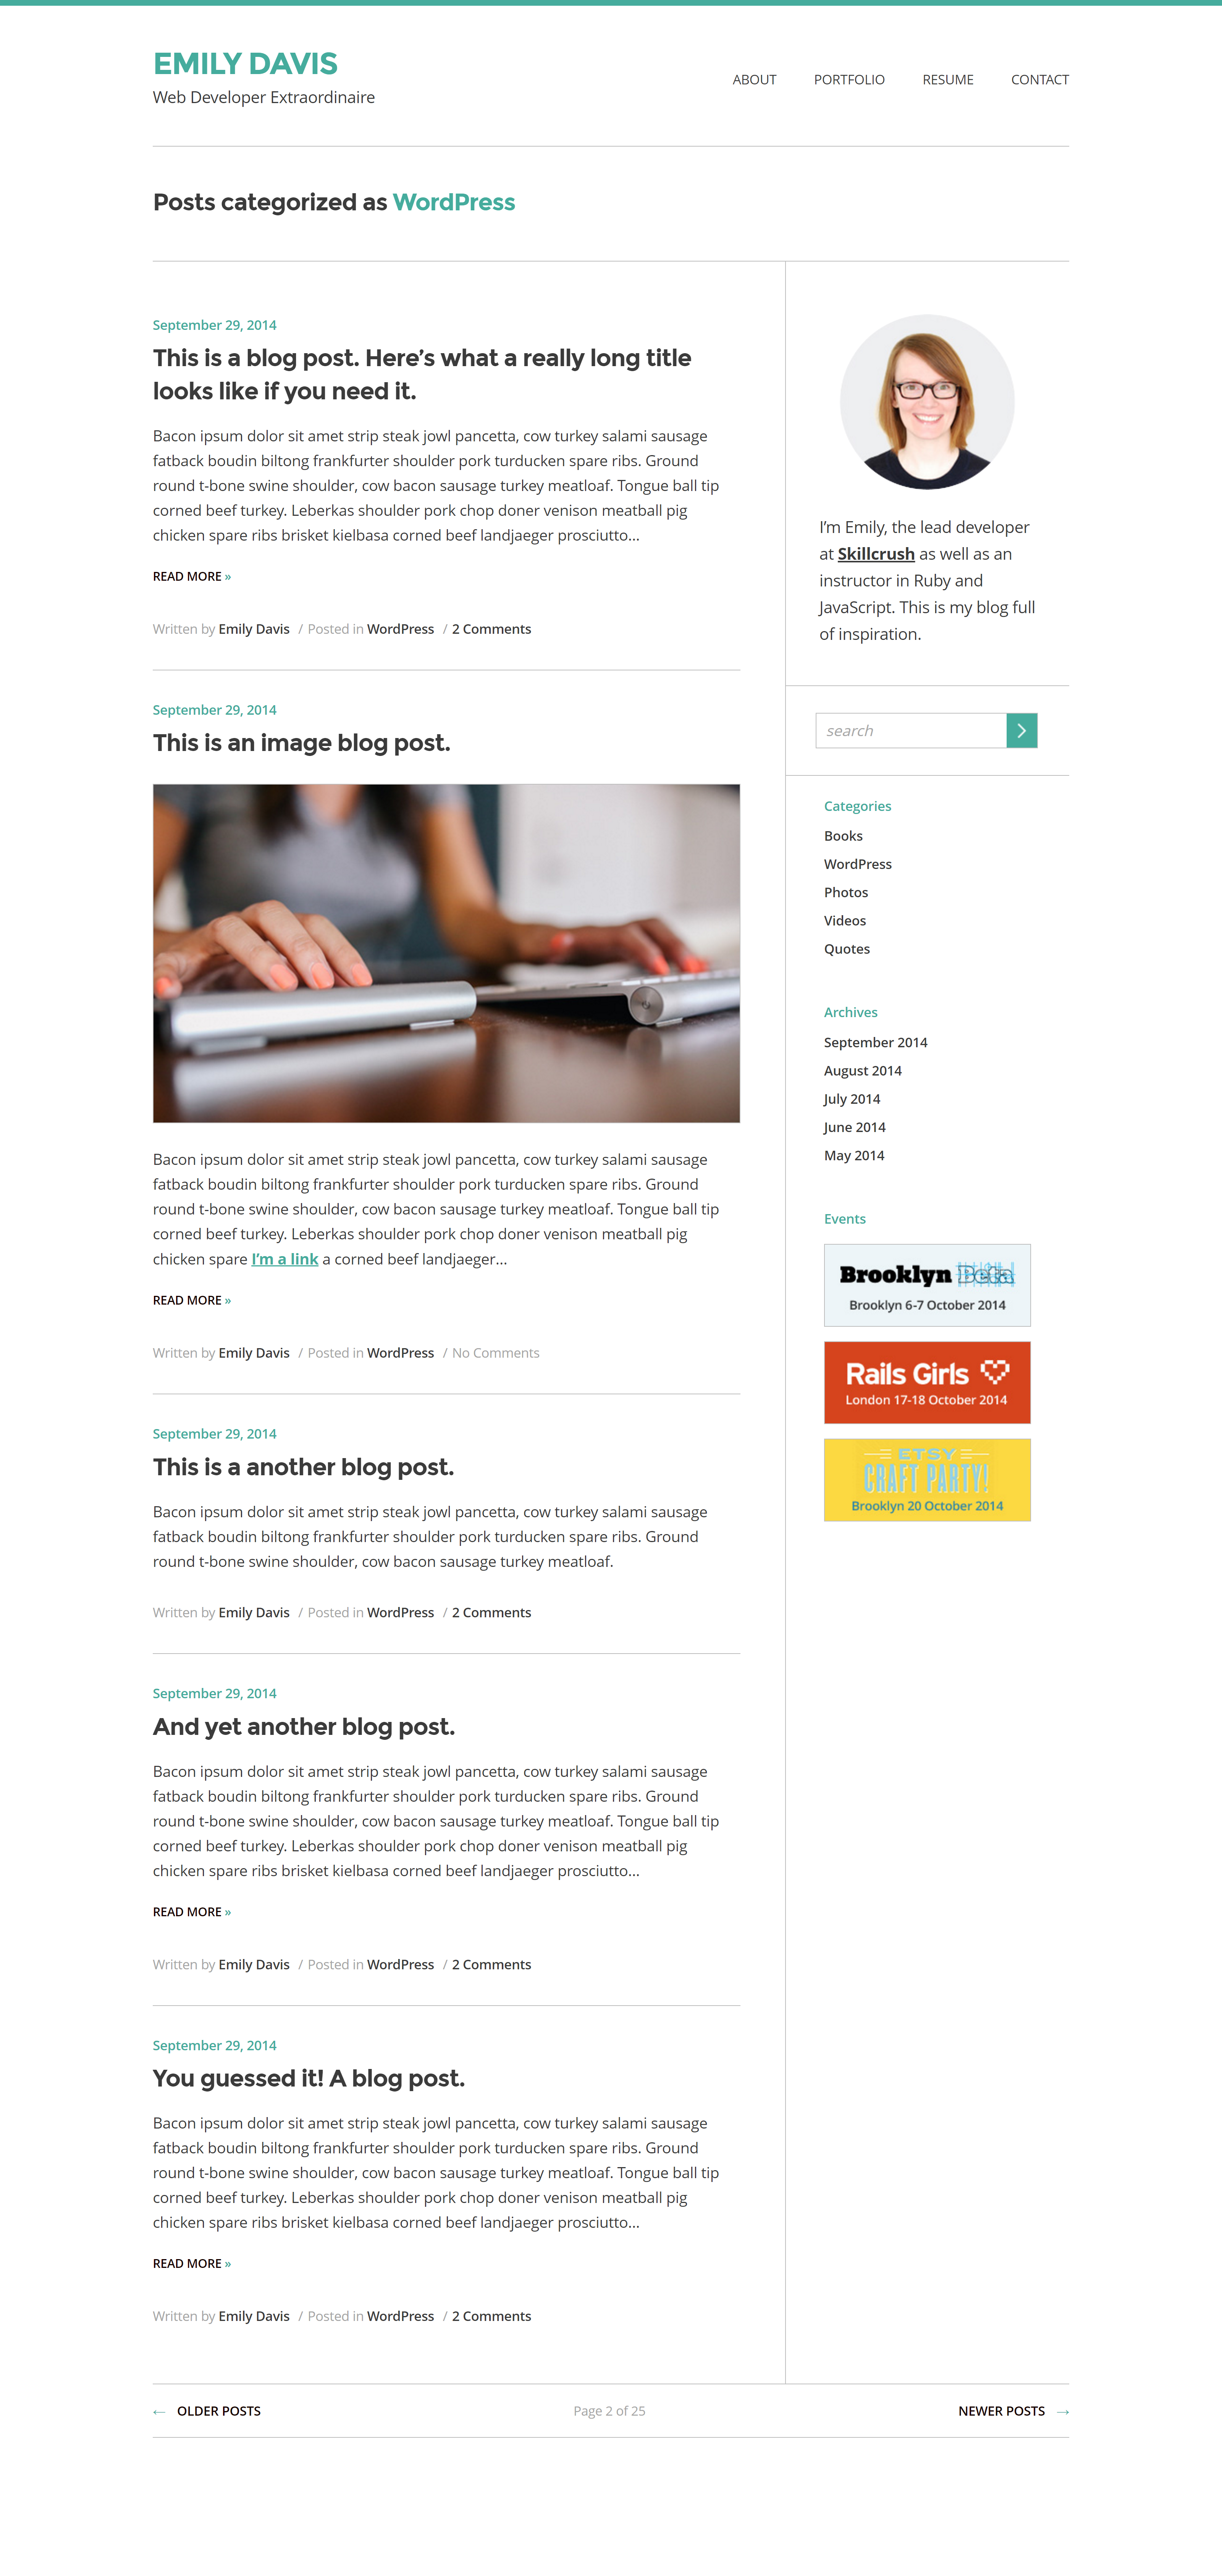 EMILY DAVIS
Web Developer Extraordinaire
ABOUT PORTFOLIO RESUME CONTACT
Posts categorized as WordPress
September 29, 2014
This is a blog post. Here’s what a really long title
looks like if you need it.
Bacon ipsum dolor sit amet strip steak jowl pancetta, cow turkey salami sausage
fatback boudin biltong frankfurter shoulder pork turducken spare ribs. Ground
round t-bone swine shoulder, cow bacon sausage turkey meatloaf. Tongue ball tip
corned beef turkey. Leberkas shoulder pork chop doner venison meatball pig
chicken spare ribs brisket kielbasa corned beef landjaeger prosciutto...
READ MORE »
Written by Emily Davis / Posted in WordPress / 2 Comments
September 29, 2014
This is an image blog post.
Bacon ipsum dolor sit amet strip steak jowl pancetta, cow turkey salami sausage
fatback boudin biltong frankfurter shoulder pork turducken spare ribs. Ground
round t-bone swine shoulder, cow bacon sausage turkey meatloaf. Tongue ball tip
corned beef turkey. Leberkas shoulder pork chop doner venison meatball pig
chicken spare I’m a link a corned beef landjaeger...
READ MORE »
Written by Emily Davis / Posted in WordPress / No Comments
September 29, 2014
This is a another blog post.
Bacon ipsum dolor sit amet strip steak jowl pancetta, cow turkey salami sausage
fatback boudin biltong frankfurter shoulder pork turducken spare ribs. Ground
round t-bone swine shoulder, cow bacon sausage turkey meatloaf.
Written by Emily Davis / Posted in WordPress / 2 Comments
September 29, 2014
And yet another blog post.
Bacon ipsum dolor sit amet strip steak jowl pancetta, cow turkey salami sausage
fatback boudin biltong frankfurter shoulder pork turducken spare ribs. Ground
round t-bone swine shoulder, cow bacon sausage turkey meatloaf. Tongue ball tip
corned beef turkey. Leberkas shoulder pork chop doner venison meatball pig
chicken spare ribs brisket kielbasa corned beef landjaeger prosciutto...
READ MORE »
Written by Emily Davis / Posted in WordPress / 2 Comments
September 29, 2014
You guessed it! A blog post.
Bacon ipsum dolor sit amet strip steak jowl pancetta, cow turkey salami sausage
fatback boudin biltong frankfurter shoulder pork turducken spare ribs. Ground
round t-bone swine shoulder, cow bacon sausage turkey meatloaf. Tongue ball tip
corned beef turkey. Leberkas shoulder pork chop doner venison meatball pig
chicken spare ribs brisket kielbasa corned beef landjaeger prosciutto...
READ MORE »
Written by Emily Davis / Posted in WordPress / 2 Comments
I’m Emily, the lead developer
at Skillcrush as well as an
instructor in Ruby and
JavaScript. This is my blog full
of inspiration.
search
Categories
Books
WordPress
Photos
Videos
Quotes
Archives
September 2014
August 2014
July 2014
June 2014
May 2014
Events
Brooklyn Beta
Brooklyn 6-7 October 2014
Rails Girls
London 17-18 October 2014
ETSY
CRAFT PARTY!
Brooklyn 20 October 2014
← OLDER POSTS Page 2 of 25 NEWER POSTS →